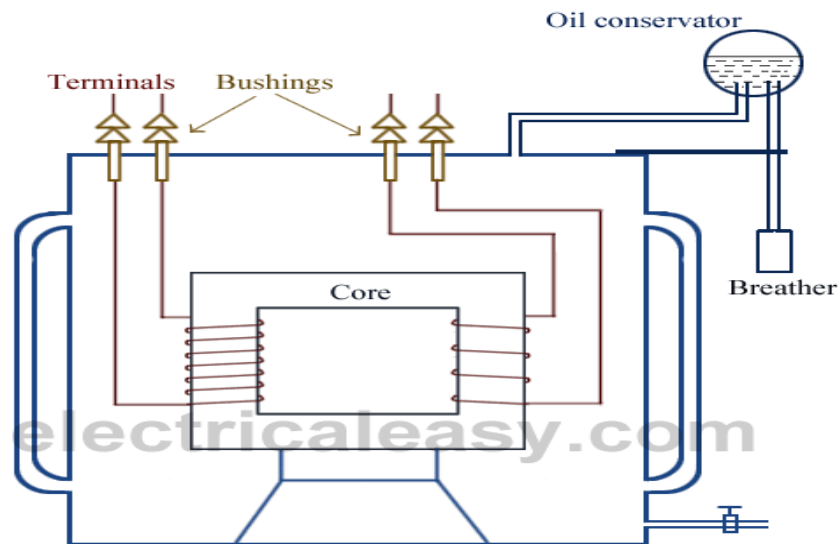 Oil conservator
Terminals
Bushings
Breather
Core
electricaleasy.com